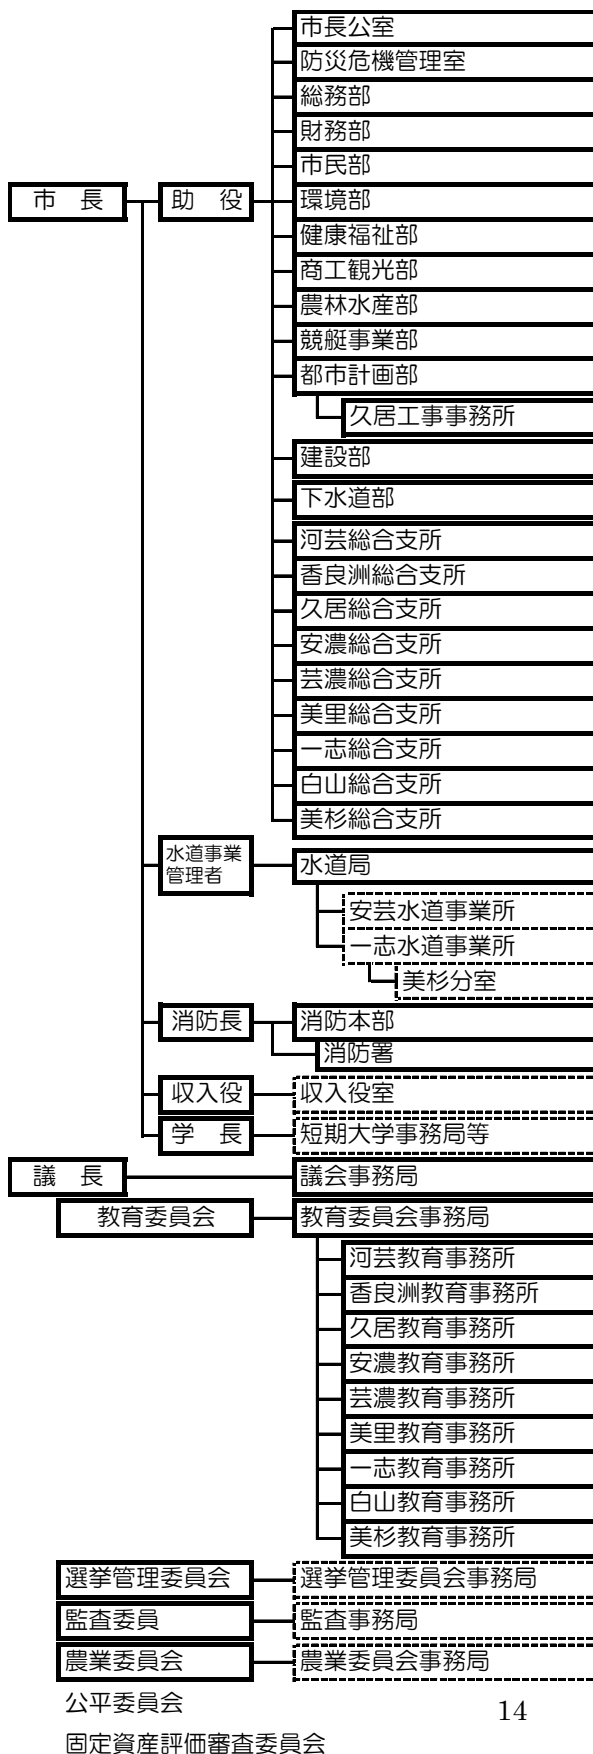 市長公室
防災危機管理室
総務部
財務部
市民部
市　長
助　役
環境部
健康福祉部
商工観光部
農林水産部
競艇事業部
都市計画部
久居工事事務所
建設部
下水道部
河芸総合支所
香良洲総合支所
久居総合支所
安濃総合支所
芸濃総合支所
美里総合支所
一志総合支所
白山総合支所
美杉総合支所
水道事業
管理者
水道局
安芸水道事業所
一志水道事業所
美杉分室
消防長
消防本部
消防署
収入役
収入役室
学　長
短期大学事務局等
議　長
議会事務局
教育委員会
教育委員会事務局
河芸教育事務所
香良洲教育事務所
久居教育事務所
安濃教育事務所
芸濃教育事務所
美里教育事務所
一志教育事務所
白山教育事務所
美杉教育事務所
選挙管理委員会
選挙管理委員会事務局
監査委員
監査事務局
農業委員会
農業委員会事務局
公平委員会
14
固定資産評価審査委員会